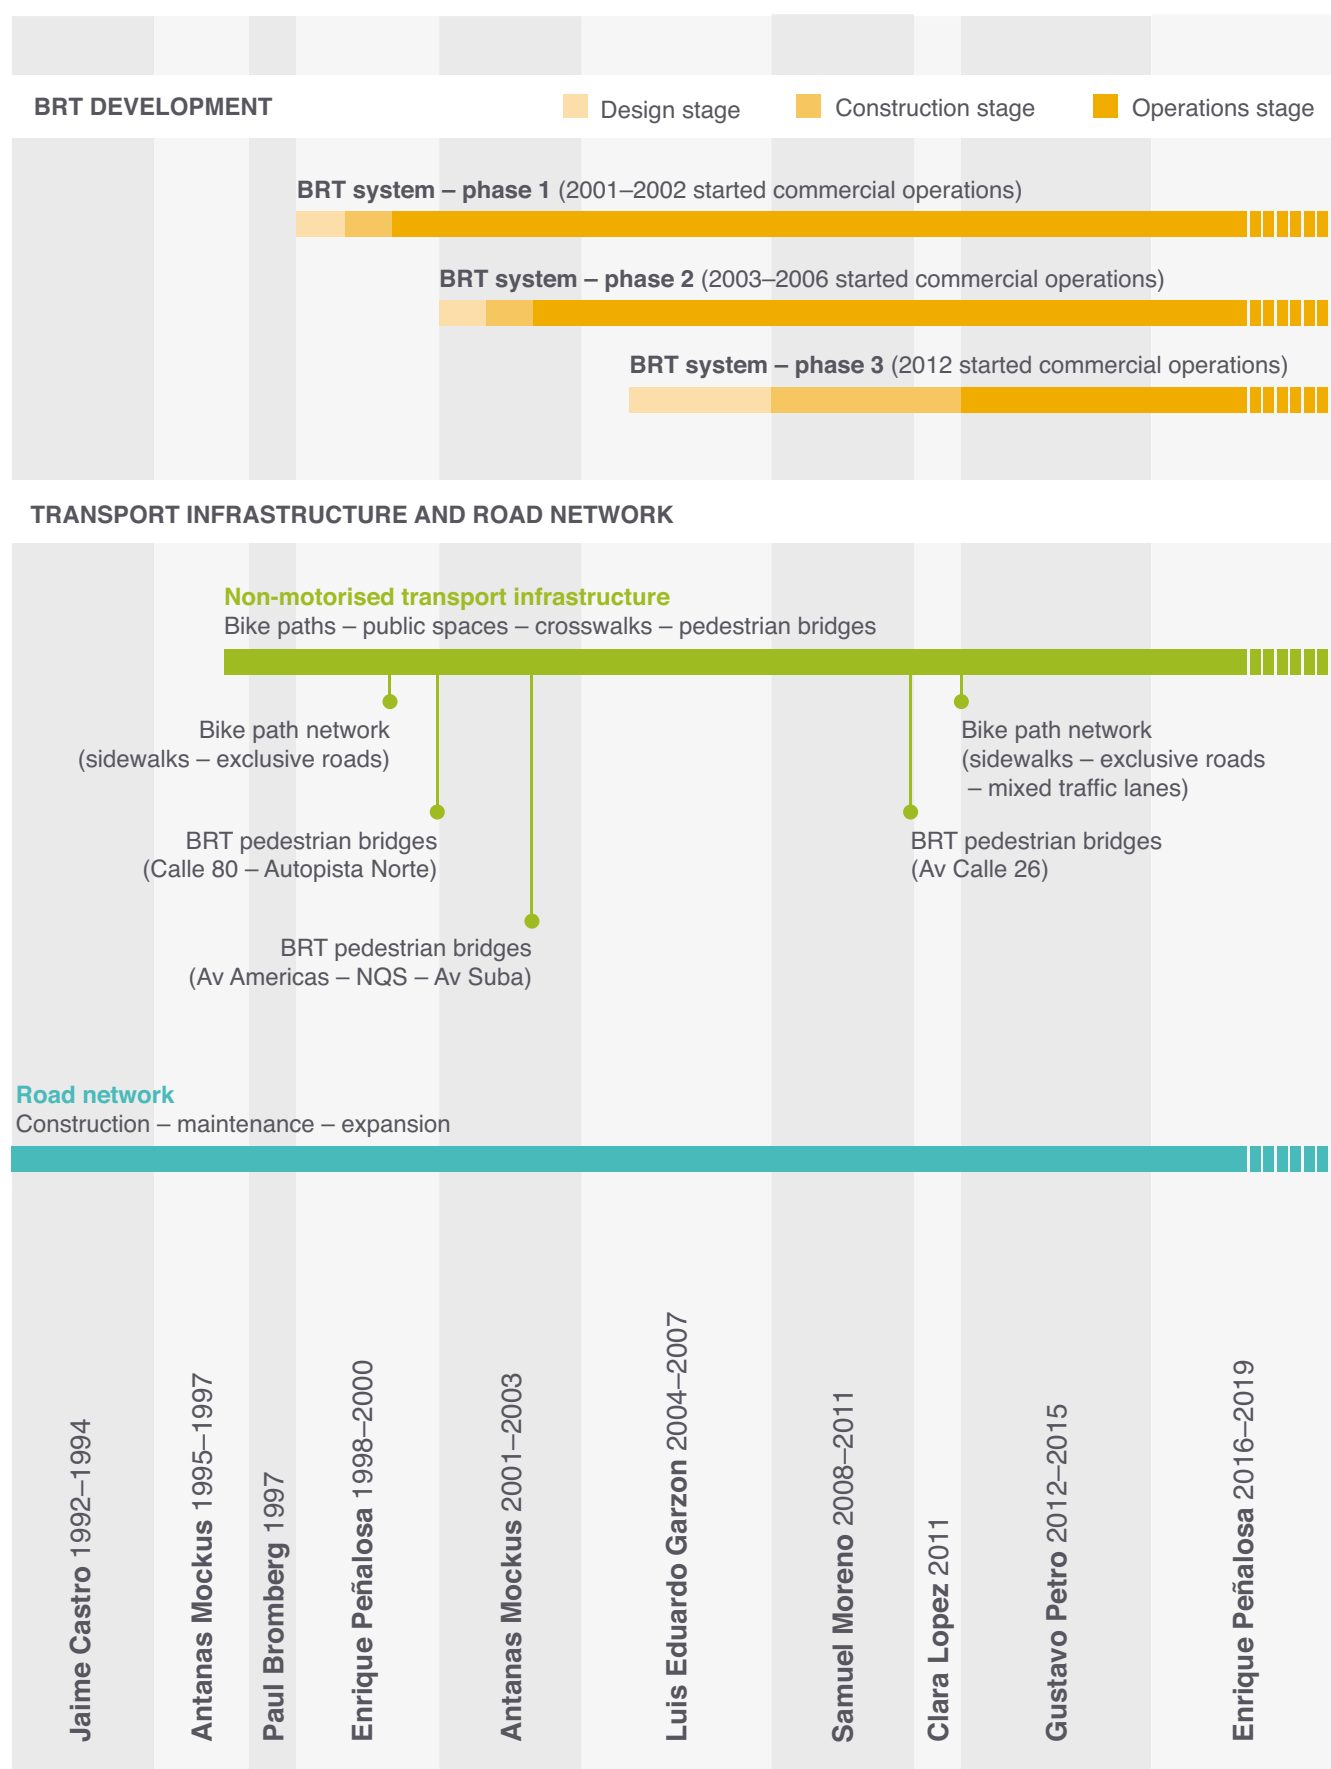 BRT DEVELOPMENT
Design stage
Construction stage
Operations stage
BRT system – phase 1 (2001–2002 started commercial operations)
BRT system – phase 2 (2003–2006 started commercial operations)
BRT system – phase 3 (2012 started commercial operations)
TRANSPORT INFRASTRUCTURE AND ROAD NETWORK
Non-motorised transport infrastructure
Bike paths – public spaces – crosswalks – pedestrian bridges
Bike path network
(sidewalks – exclusive roads)
Bike path network
(sidewalks – exclusive roads
– mixed traffic lanes)
BRT pedestrian bridges
(Calle 80 – Autopista Norte)
BRT pedestrian bridges
(Av Calle 26)
BRT pedestrian bridges
(Av Americas – NQS – Av Suba)
Road network
Construction – maintenance – expansion
Jaime Castro 1992–1994
Antanas Mockus 1995–1997
Paul Bromberg 1997
Enrique Peñalosa 1998–2000
Antanas Mockus 2001–2003
Luis Eduardo Garzon 2004–2007
Samuel Moreno 2008–2011
Clara Lopez 2011
Gustavo Petro 2012–2015
Enrique Peñalosa 2016–2019